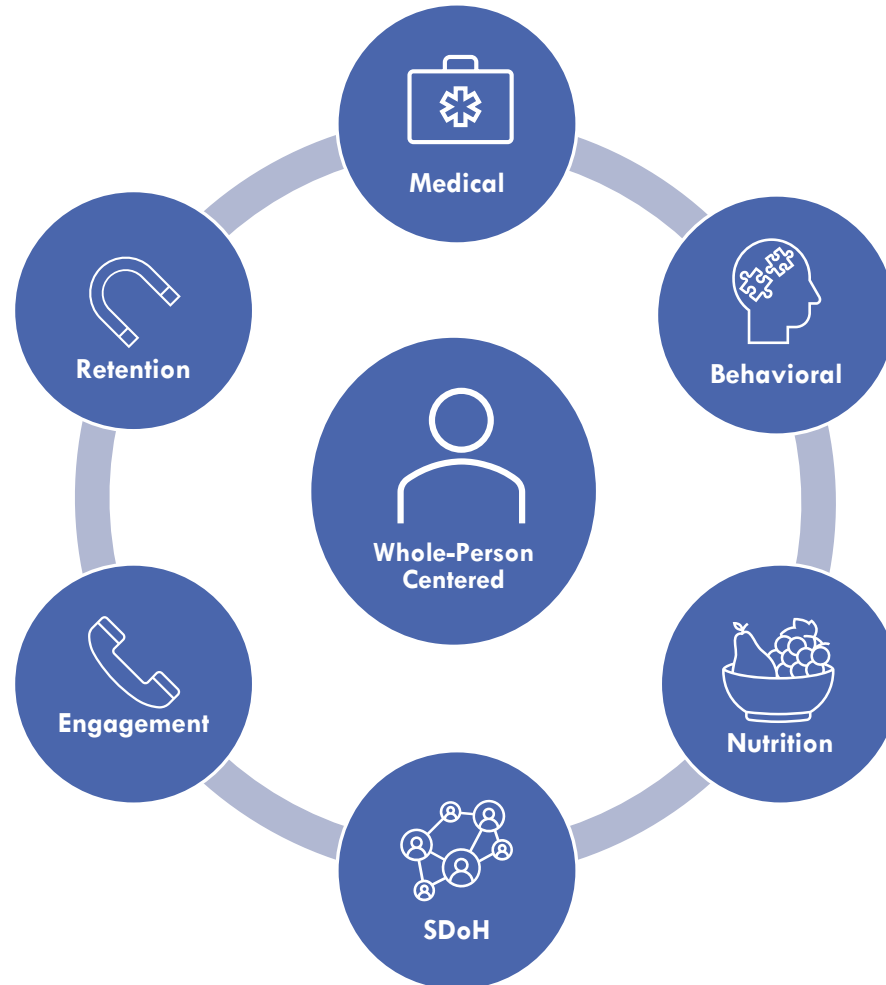 Medical
Behavioral
Nutrition
SDoH
Engagement
Retention
Whole-Person
Centered